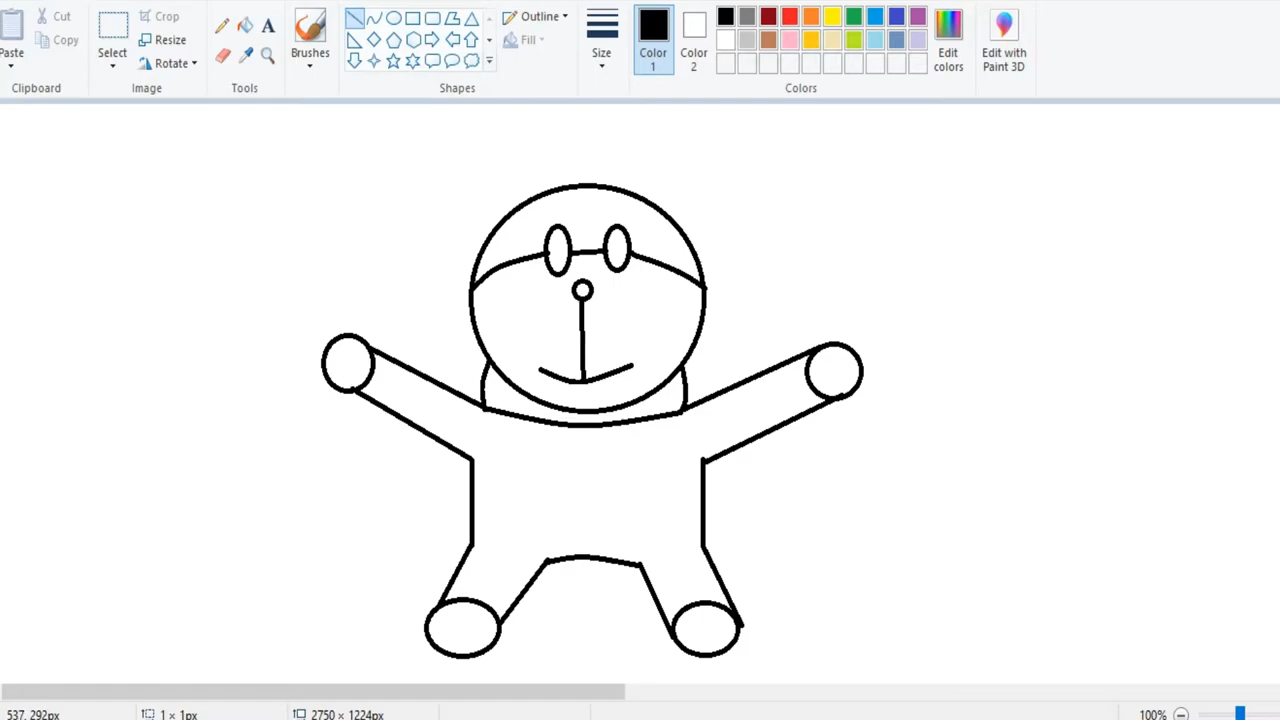 Cut
Crop
Outline
Paste
Copy
Select
Resize
Rotate
A
Brushes
Fill
Size
Color
1
Color
2
Edit
colors
Edit with
Paint 3D
Clipboard
Image
Tools
Shapes
Colors
537, 292px
1 × 1px
2750 × 1224px
100%